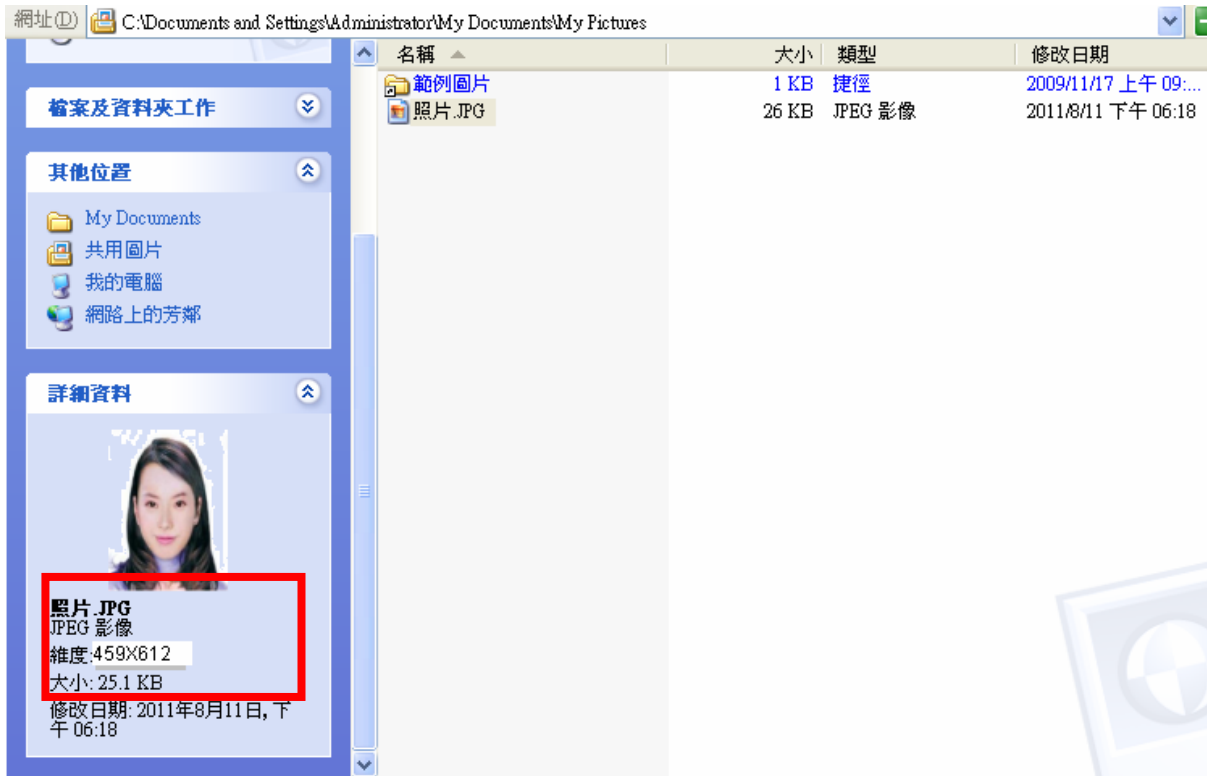 網址(D) C:\Documents and Settings\Administrator\My Documents\My Pictures
名稱 大小 類型 修改日期
範例圖片 1 KB 捷徑 2009/11/17 上午 09:...
照片.JPG 26 KB JPEG 影像 2011/8/11 下午 06:18
檔案及資料夾工作
其他位置
My Documents
共用圖片
我的電腦
網路上的芳鄰
詳細資料
照片.JPG
JPEG 影像
維度:459X612
大小: 25.1 KB
修改日期: 2011年8月11日, 下
午 06:18